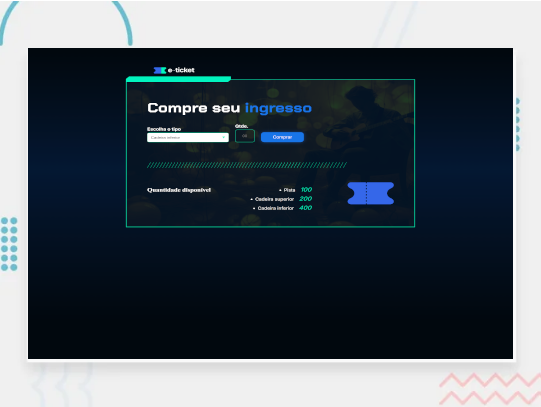 e-ticket
Compre seu ingresso
Escolha o tipo
Qtde.
Cadeira inferior
Comprar
Quantidade disponível
• Pista 100
• Cadeira superior 200
• Cadeira inferior 400